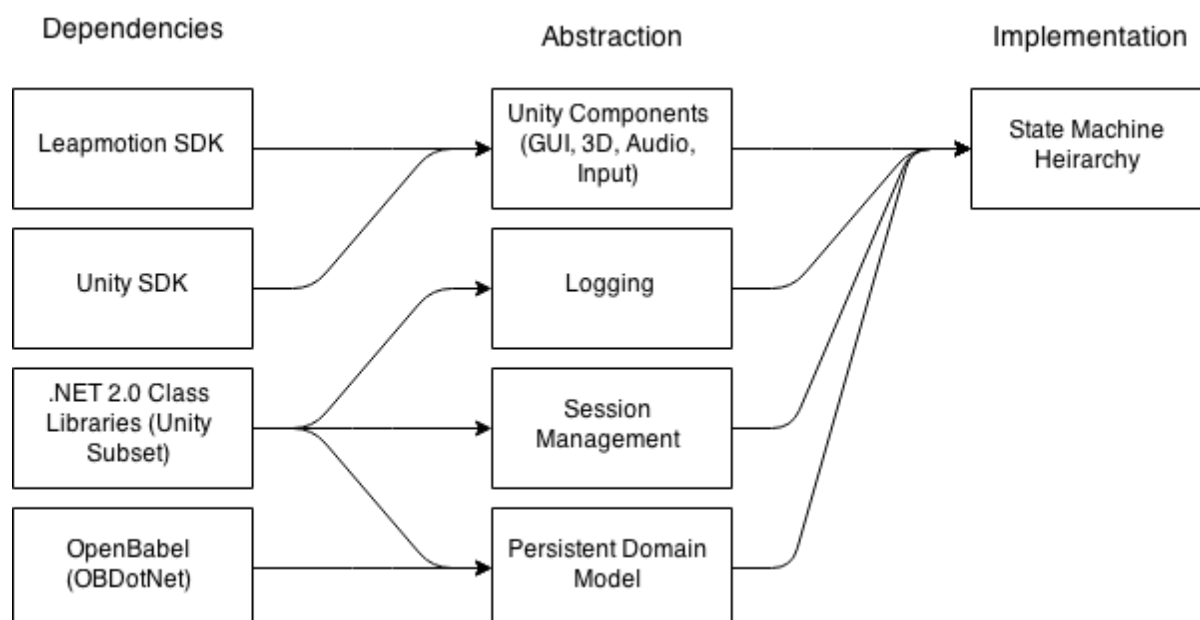 Dependencies
Abstraction
Implementation
Leapmotion SDK
Unity Components
(GUI, 3D, Audio,
Input)
State Machine
Heirarchy
Unity SDK
Logging
.NET 2.0 Class
Libraries (Unity
Subset)
Session
Management
OpenBabel
(OBDotNet)
Persistent Domain
Model